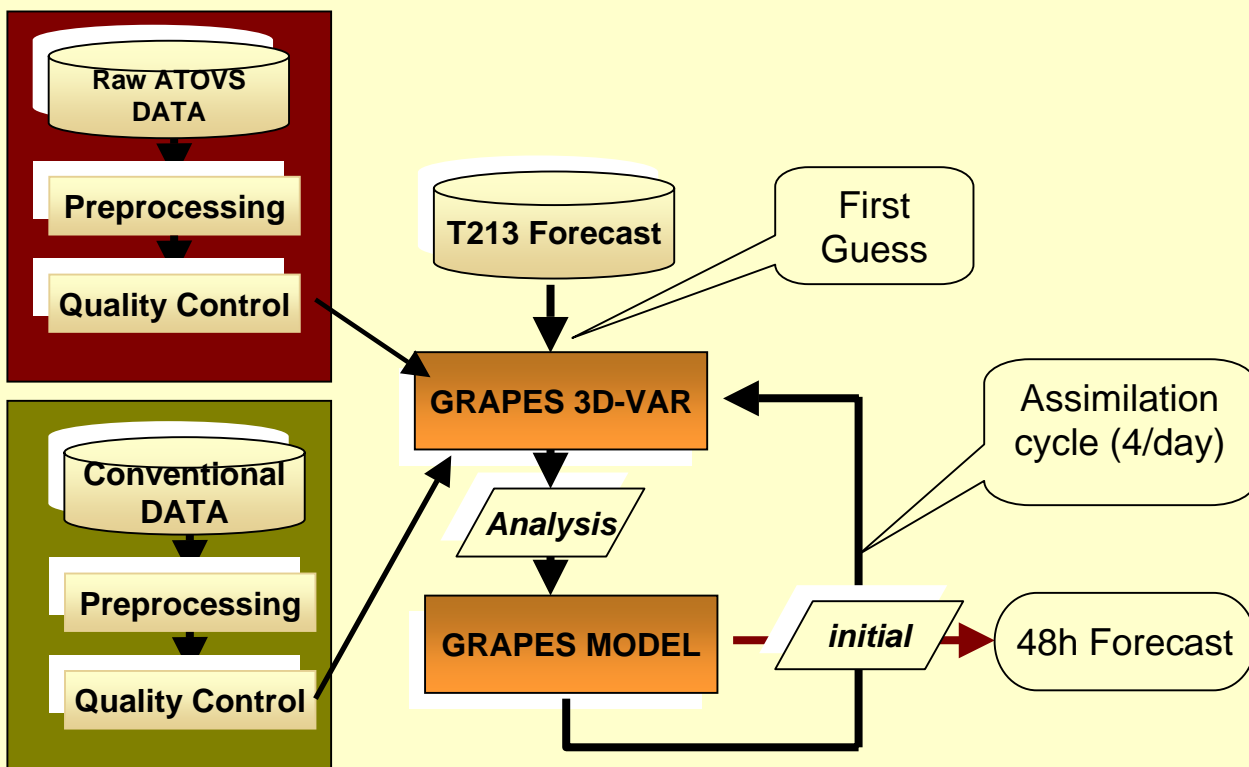 Raw ATOVS
DATA
Preprocessing
Quality Control
Conventional
DATA
Preprocessing
Quality Control
T213 Forecast
First
Guess
GRAPES 3D-VAR
Analysis
GRAPES MODEL
Assimilation
cycle (4/day)
initial
48h Forecast